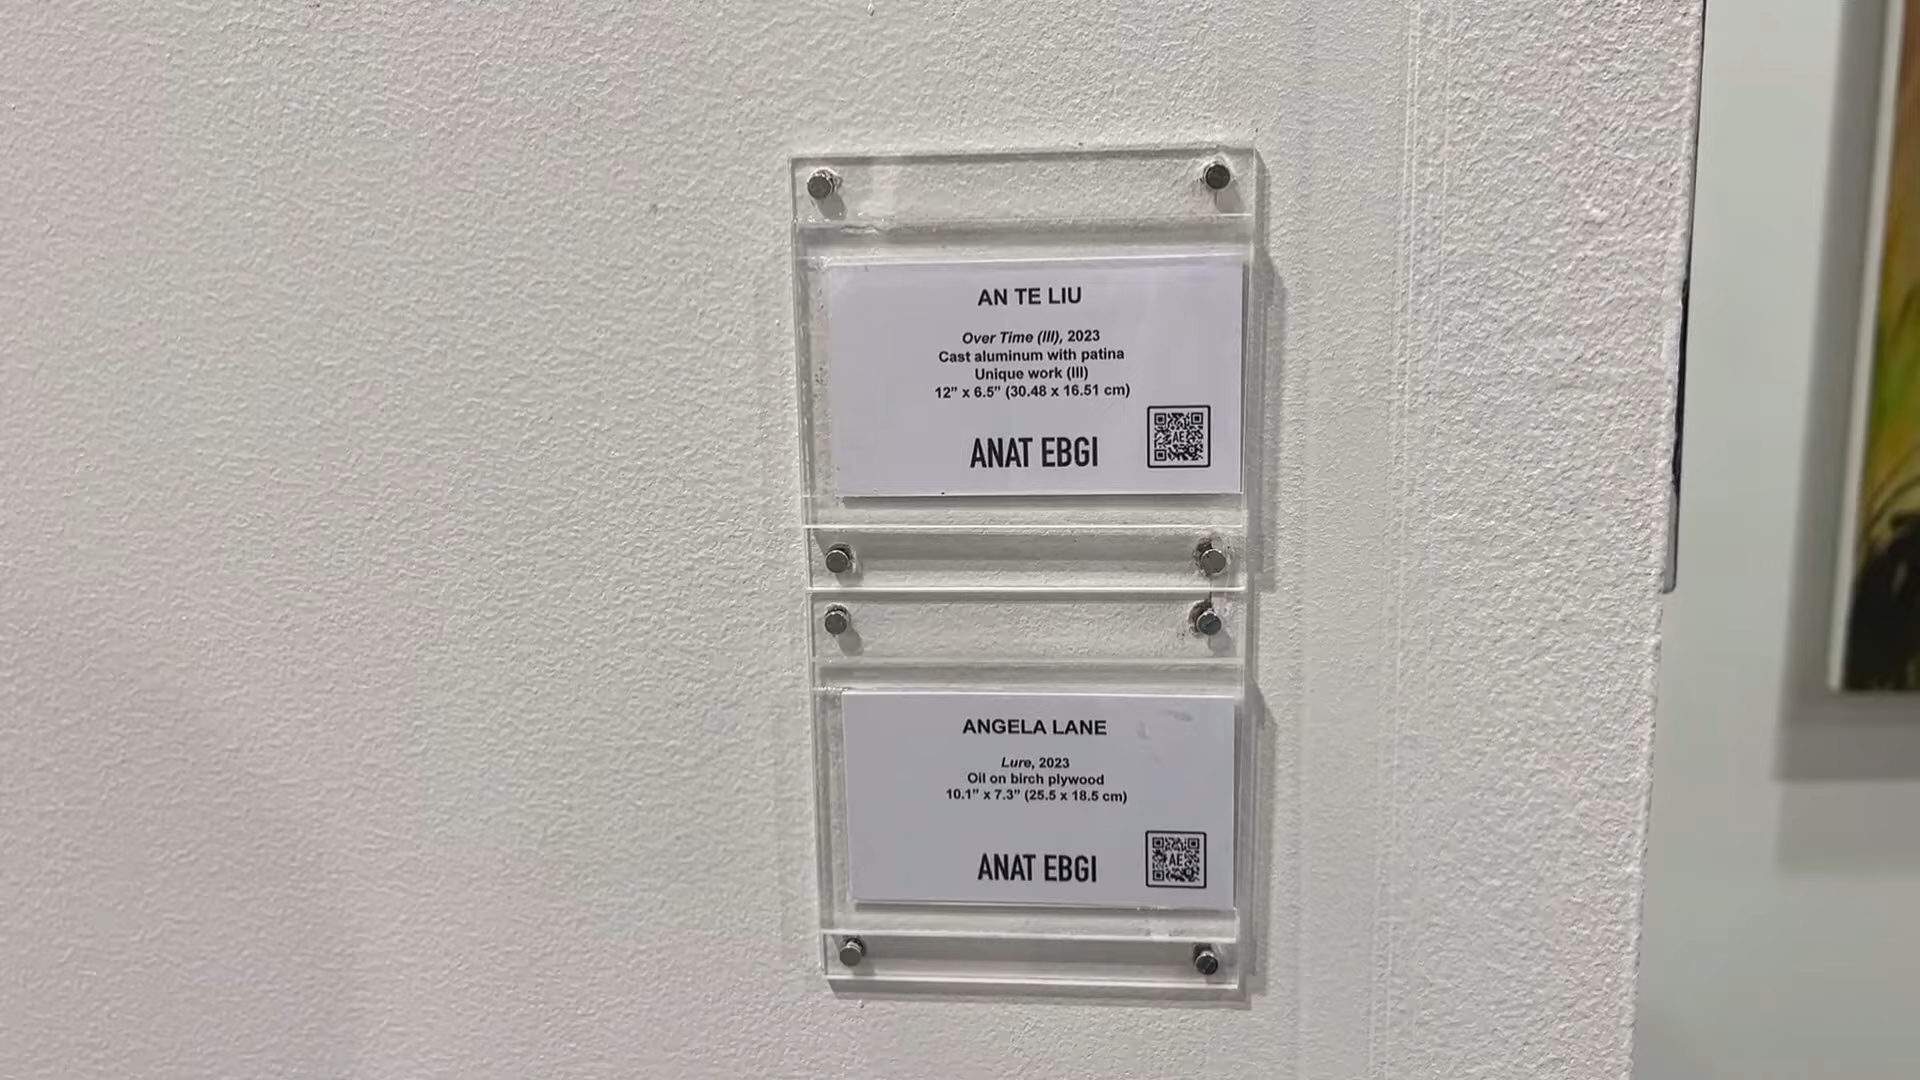 AN TE LIU
Over Time (III), 2023
Cast aluminum with patina
Unique work (III)
12” x 6.5” (30.48 x 16.51 cm)
ANAT EBGI
AE
ANGELA LANE
Lure, 2023
Oil on birch plywood
10.1” x 7.3” (25.5 x 18.5 cm)
ANAT EBGI
AE